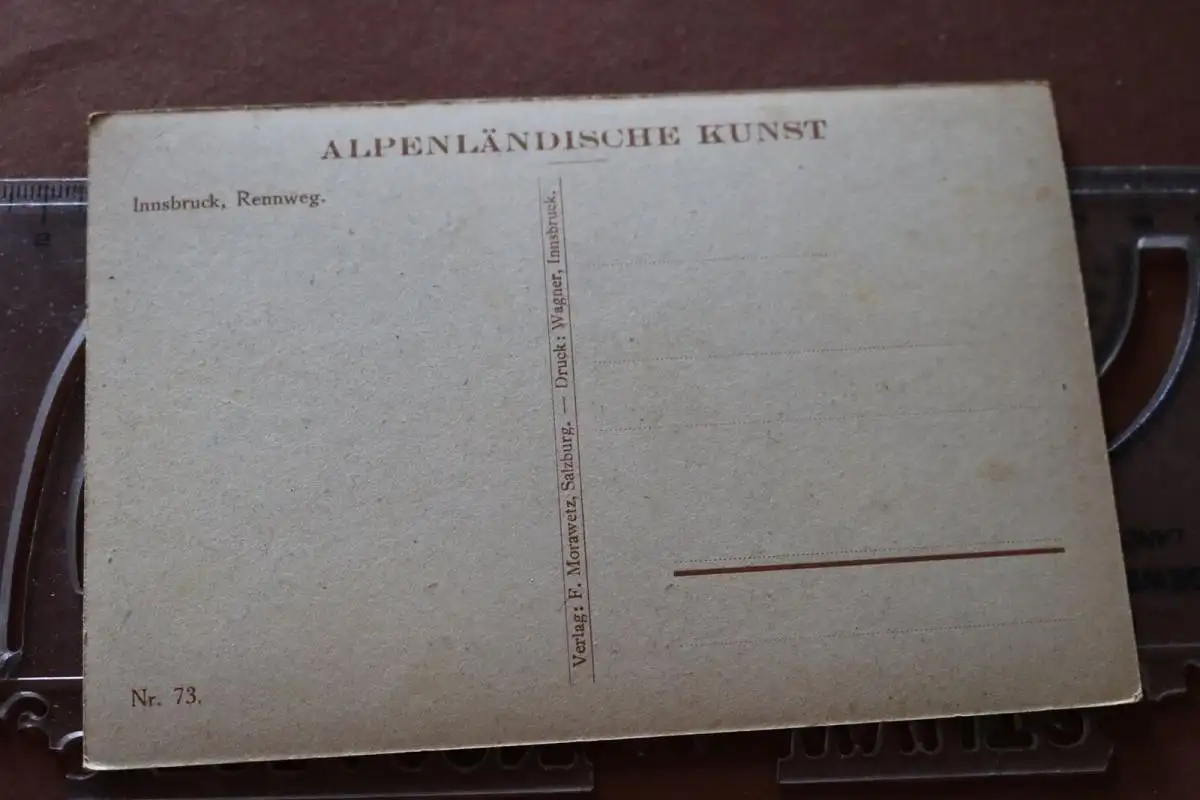 ALPENLÄNDISCHE KUNST
Innsbruck, Rennweg.
Verlag: F. Morawetz, Salzburg. — Druck: Wagner, Innsbruck.
Nr. 73.